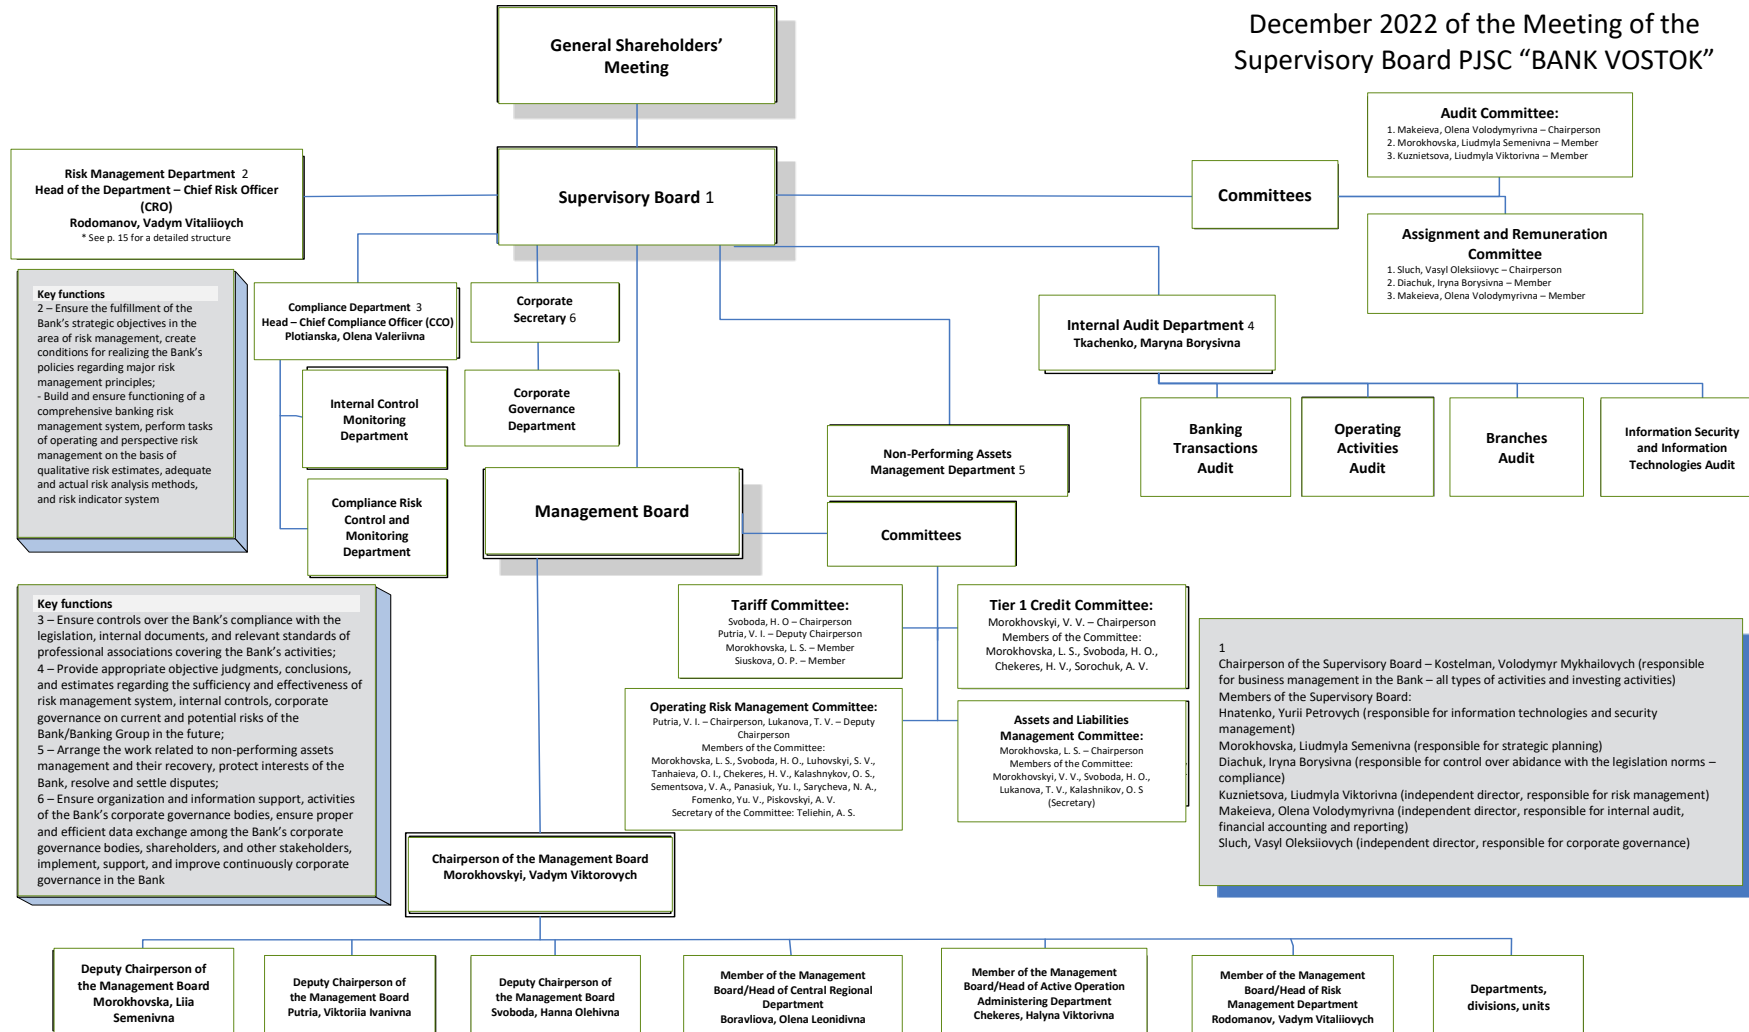 December 2022 of the Meeting of the
Supervisory Board PJSC “BANK VOSTOK”
General Shareholders’
Meeting
Audit Committee:
1. Makeieva, Olena Volodymyrivna – Chairperson
2. Morokhovska, Liudmyla Semenivna – Member
3. Kuznietsova, Liudmyla Viktorivna – Member
Risk Management Department 2
Head of the Department – Chief Risk Officer
(CRO)
Rodomanov, Vadym Vitaliioych
* See p. 15 for a detailed structure
Supervisory Board 1
Committees
Assignment and Remuneration
Committee
1. Sluch, Vasyl Oleksiiovyc – Chairperson
2. Diachuk, Iryna Borysivna – Member
3. Makeieva, Olena Volodymyrivna – Member
Key functions
2 – Ensure the fulfillment of the
Bank’s strategic objectives in the
area of risk management, create
conditions for realizing the Bank’s
policies regarding major risk
management principles;
- Build and ensure functioning of a
comprehensive banking risk
management system, perform tasks
of operating and perspective risk
management on the basis of
qualitative risk estimates, adequate
and actual risk analysis methods,
and risk indicator system
Compliance Department 3
Head – Chief Compliance Officer (CCO)
Plotianska, Olena Valeriivna
Corporate
Secretary 6
Internal Audit Department 4
Tkachenko, Maryna Borysivna
Internal Control
Monitoring
Department
Corporate
Governance
Department
Banking
Transactions
Audit
Operating
Activities
Audit
Branches
Audit
Information Security
and Information
Technologies Audit
Non-Performing Assets
Management Department 5
Compliance Risk
Control and
Monitoring
Department
Management Board
Committees
Key functions
3 – Ensure controls over the Bank’s compliance with the
legislation, internal documents, and relevant standards of
professional associations covering the Bank’s activities;
4 – Provide appropriate objective judgments, conclusions,
and estimates regarding the sufficiency and effectiveness of
risk management system, internal controls, corporate
governance on current and potential risks of the
Bank/Banking Group in the future;
5 – Arrange the work related to non-performing assets
management and their recovery, protect interests of the
Bank, resolve and settle disputes;
6 – Ensure organization and information support, activities
of the Bank’s corporate governance bodies, ensure proper
and efficient data exchange among the Bank’s corporate
governance bodies, shareholders, and other stakeholders,
implement, support, and improve continuously corporate
governance in the Bank
Tariff Committee:
Svoboda, H. O – Chairperson
Putria, V. I. – Deputy Chairperson
Morokhovska, L. S. – Member
Siuskova, O. P. – Member
Tier 1 Credit Committee:
Morokhovskyi, V. V. – Chairperson
Members of the Committee:
Morokhovska, L. S., Svoboda, H. O.,
Chekeres, H. V., Sorochuk, A. V.
Operating Risk Management Committee:
Putria, V. I. – Chairperson, Lukanova, T. V. – Deputy
Chairperson
Members of the Committee:
Morokhovska, L. S., Svoboda, H. O., Luhovskyi, S. V.,
Tanhaieva, O. I., Chekeres, H. V., Kalashnykov, O. S.,
Sementsova, V. A., Panasiuk, Yu. I., Sarycheva, N. A.,
Fomenko, Yu. V., Piskovskyi, A. V.
Secretary of the Committee: Teliehin, A. S.
Assets and Liabilities
Management Committee:
Morokhovska, L. S. – Chairperson
Members of the Committee:
Morokhovskyi, V. V., Svoboda, H. O.,
Lukanova, T. V., Kalashnikov, O. S
(Secretary)
1
Chairperson of the Supervisory Board – Kostelman, Volodymyr Mykhailovych (responsible
for business management in the Bank – all types of activities and investing activities)
Members of the Supervisory Board:
Hnatenko, Yurii Petrovych (responsible for information technologies and security
management)
Morokhovska, Liudmyla Semenivna (responsible for strategic planning)
Diachuk, Iryna Borysivna (responsible for control over abidance with the legislation norms –
compliance)
Kuznietsova, Liudmyla Viktorivna (independent director, responsible for risk management)
Makeieva, Olena Volodymyrivna (independent director, responsible for internal audit,
financial accounting and reporting)
Sluch, Vasyl Oleksiiovych (independent director, responsible for corporate governance)
Chairperson of the Management Board
Morokhovskyi, Vadym Viktorovych
Deputy Chairperson of
the Management Board
Morokhovska, Liia
Semenivna
Deputy Chairperson of
the Management Board
Putria, Viktoriia Ivanivna
Deputy Chairperson of
the Management Board
Svoboda, Hanna Olehivna
Member of the Management
Board/Head of Central Regional
Department
Boravliova, Olena Leonidivna
Member of the Management
Board/Head of Active Operation
Administering Department
Chekeres, Halyna Viktorivna
Member of the Management
Board/Head of Risk
Management Department
Rodomanov, Vadym Vitaliiovych
Departments,
divisions, units